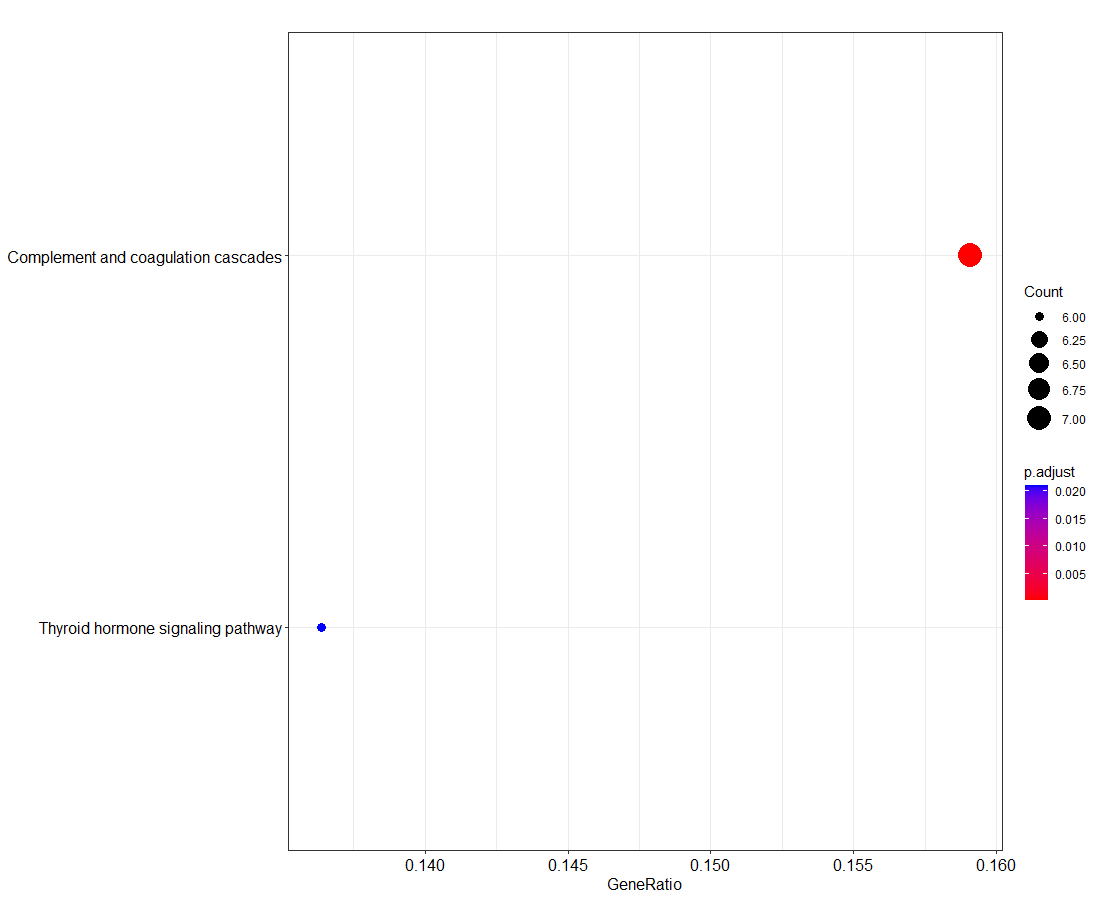 Complement and coagulation cascades
Thyroid hormone signaling pathway
0.140 0.145 0.150 0.155 0.160
GeneRatio
Count
6.00
6.25
6.50
6.75
7.00
p.adjust
0.020
0.015
0.010
0.005